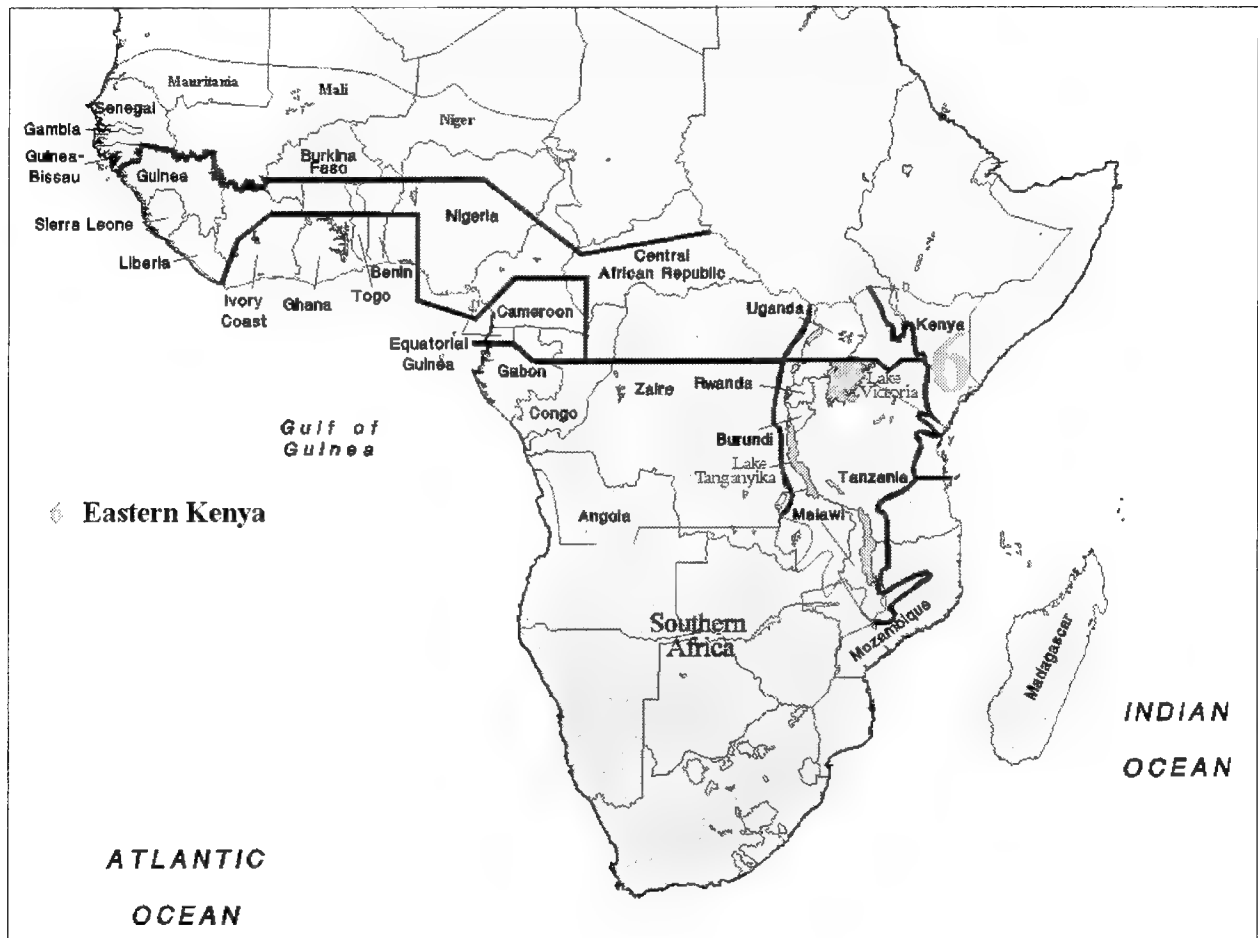 Mauritania
Mali
Niger
Senegal
Gambia
Guinea-
Bissau
Guinea
Burkina
Faso
Sierra Leone
Liberia
Ivory
Coast
Ghana
Togo
Benin
Nigeria
Central
African Republic
Cameroon
Equatorial
Guinea
Gabon
Congo
Zaire
Uganda
Kenya
6
Rwanda
Lake
Victoria
Burundi
Lake
Tanganyika
Tanzania
Gulf of
Guinea
6 Eastern Kenya
Angola
Malawi
Southern
Africa
Mozambique
Madagascar
INDIAN
OCEAN
ATLANTIC
OCEAN